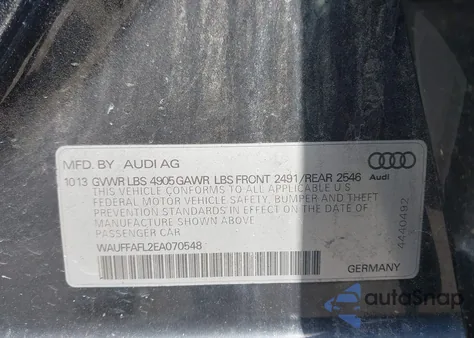 MFD. BY AUDI AG
1013 GVWR LBS 4905 GAWR LBS FRONT 2491/REAR 2546
THIS VEHICLE CONFORMS TO ALL APPLICABLE U.S
FEDERAL MOTOR VEHICLE SAFETY, BUMPER AND THEFT
PREVENTION STANDARDS IN EFFECT ON THE DATE OF
MANUFACTURE SHOWN ABOVE
PASSENGER CAR
WAUFFAFL2EA070548
Audi
4440492
GERMANY
autoSnap